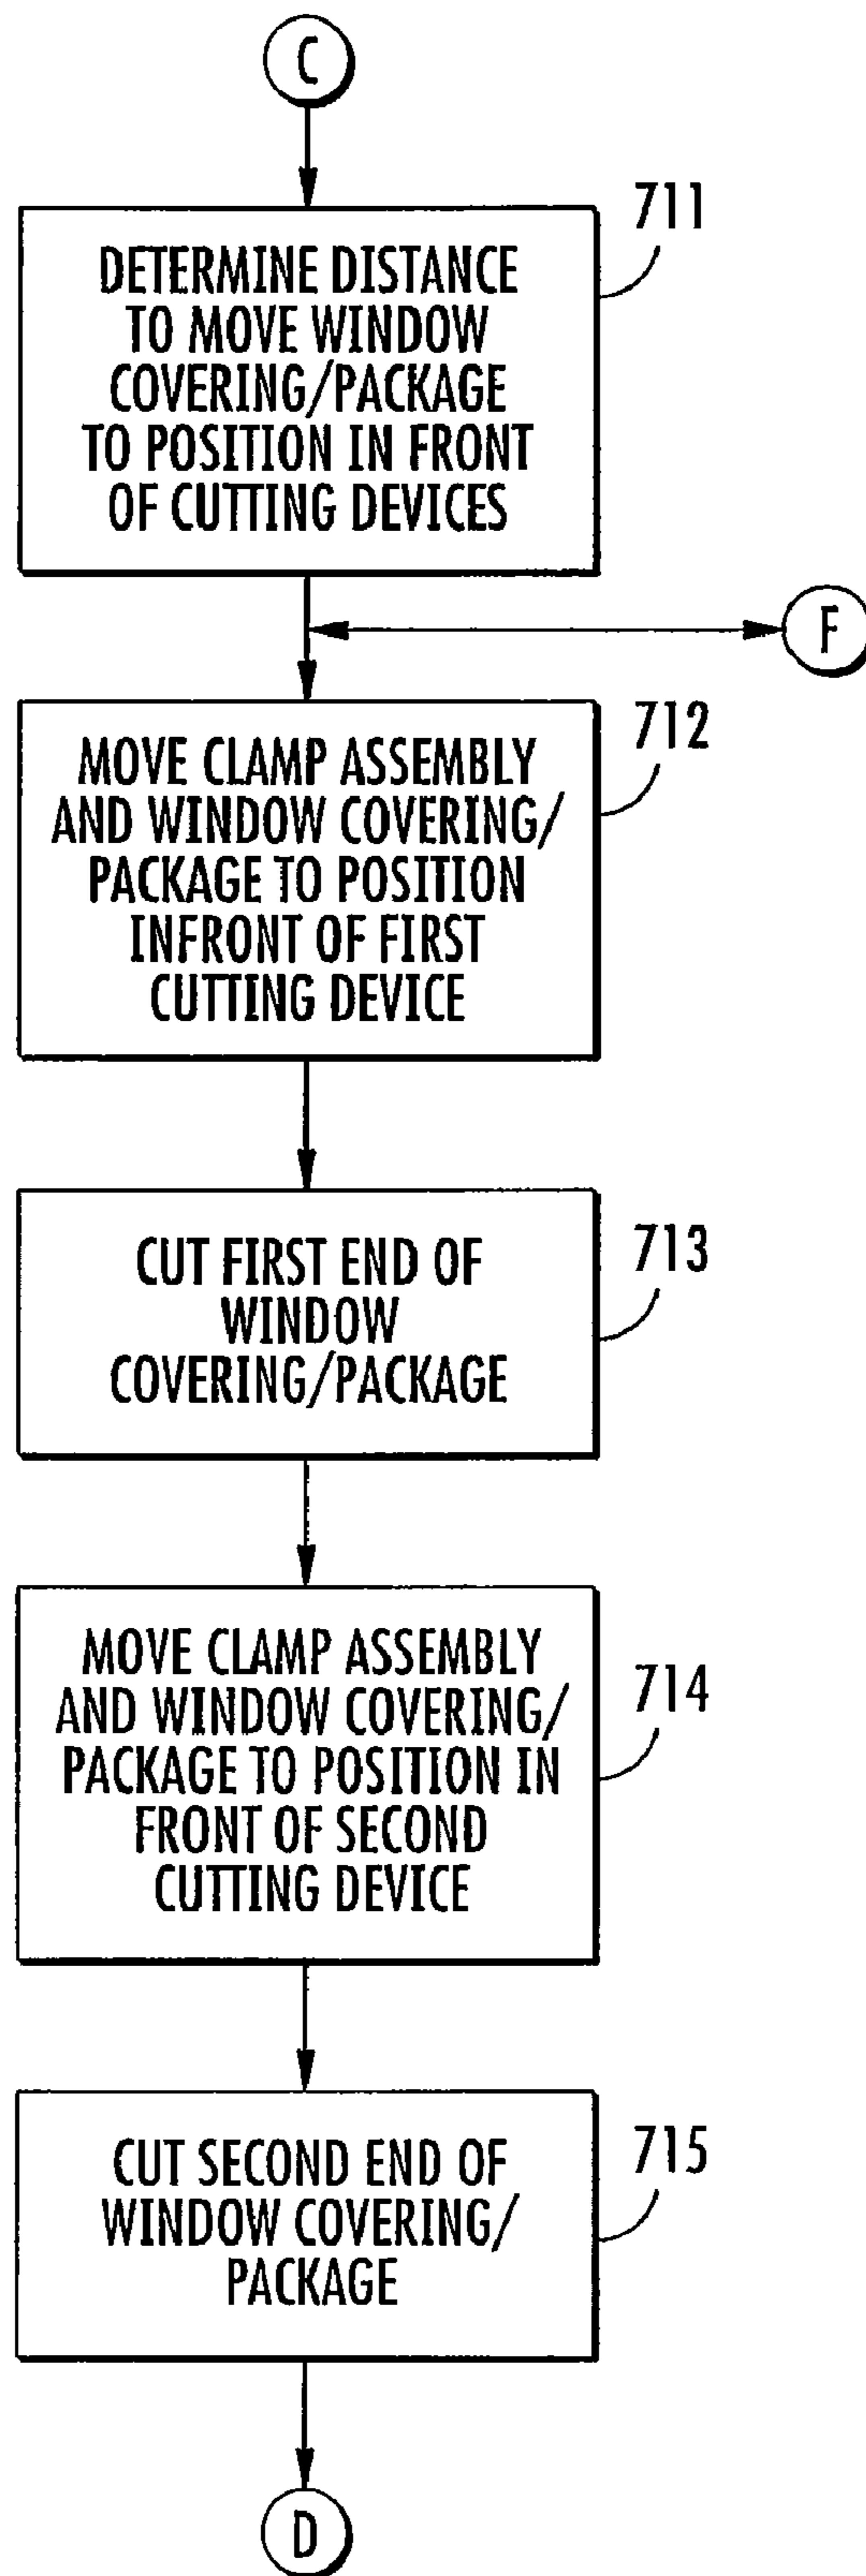 C
711
DETERMINE DISTANCE
TO MOVE WINDOW
COVERING/PACKAGE
TO POSITION IN FRONT
OF CUTTING DEVICES
F
712
MOVE CLAMP ASSEMBLY
AND WINDOW COVERING/
PACKAGE TO POSITION
INFRONT OF FIRST
CUTTING DEVICE
713
CUT FIRST END OF
WINDOW
COVERING/PACKAGE
714
MOVE CLAMP ASSEMBLY
AND WINDOW COVERING/
PACKAGE TO POSITION IN
FRONT OF SECOND
CUTTING DEVICE
715
CUT SECOND END OF
WINDOW COVERING/
PACKAGE
D